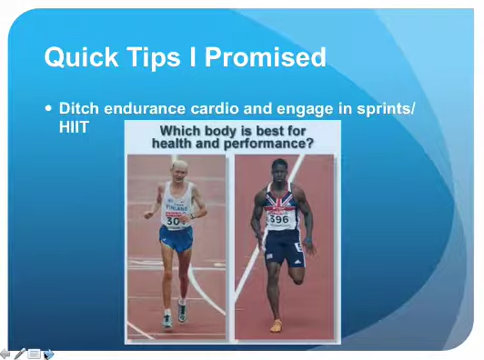 Quick Tips I Promised
Ditch endurance cardio and engage in sprints/
HIIT
Which body is best for
health and performance?
FINLAND
30
396